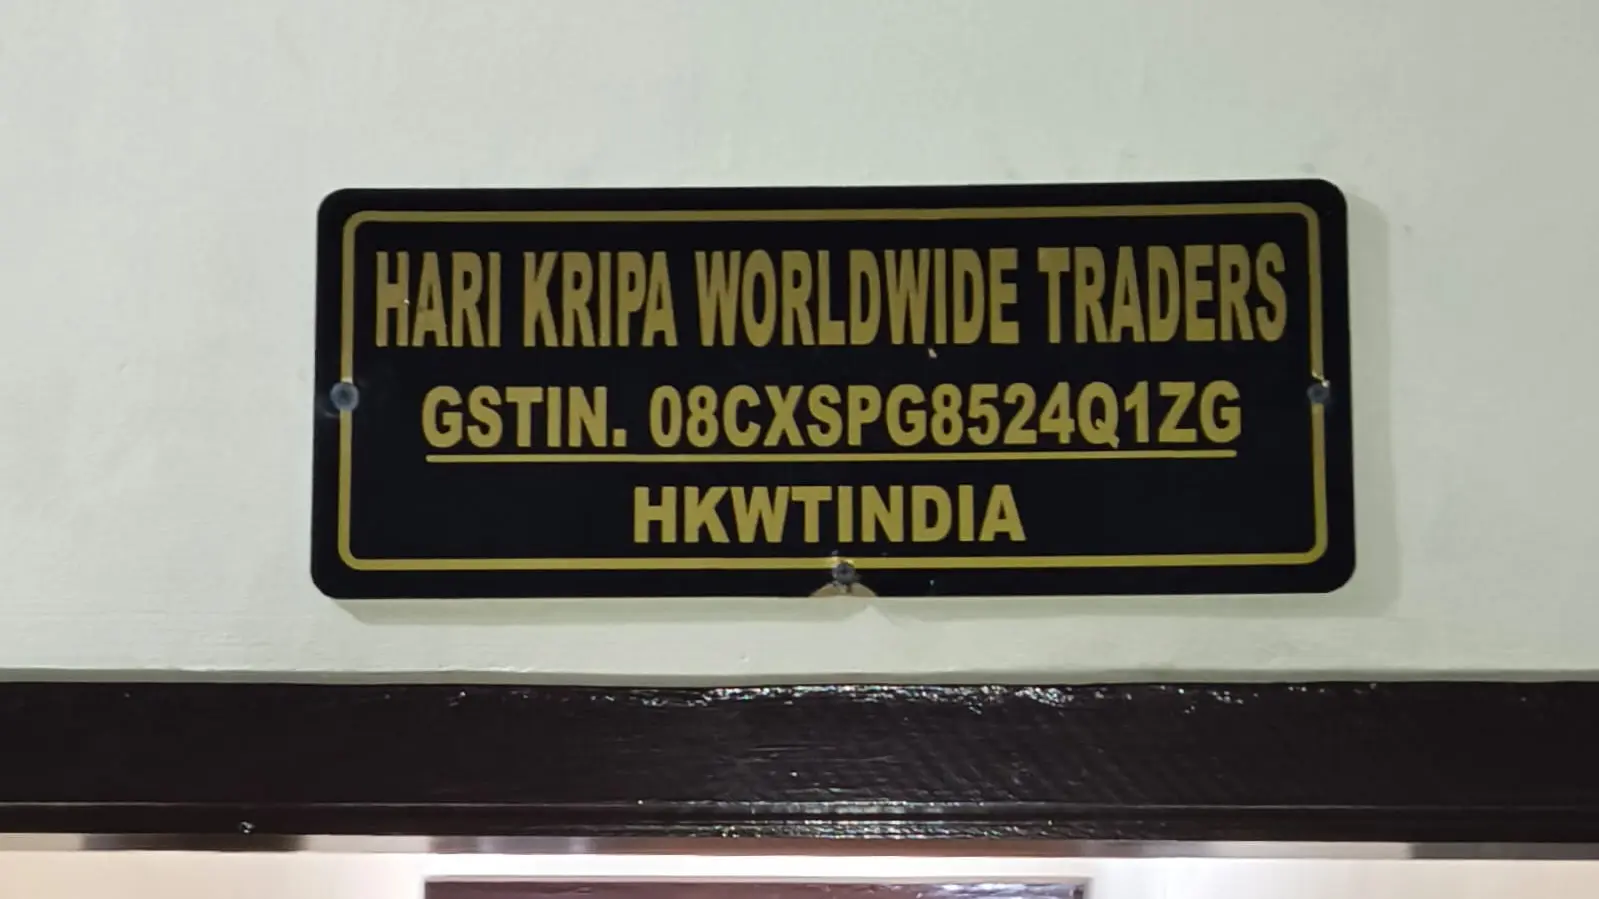 HARI KRIPA WORLDWIDE TRADERS
GSTIN. 08CXSPG8524Q1ZG
HKWTINDIA